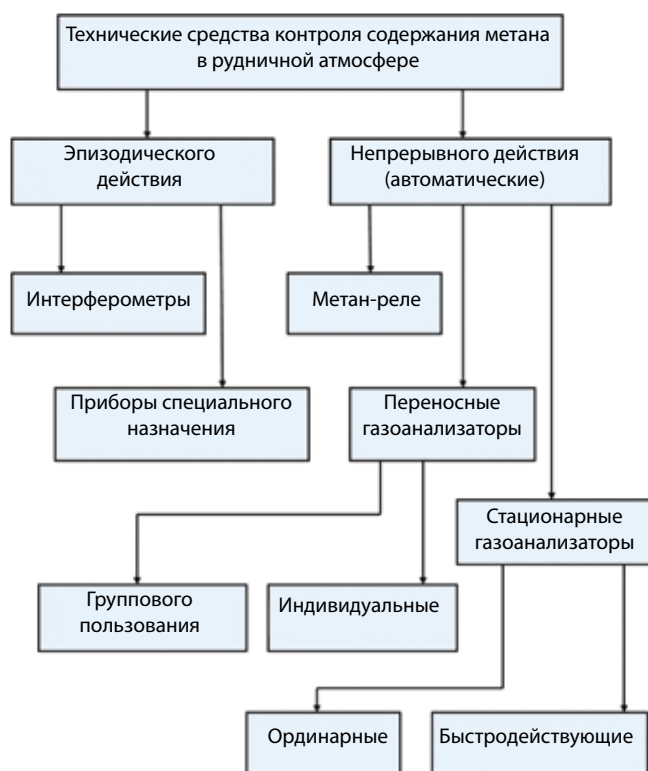 Технические средства контроля содержания метана
в рудничной атмосфере
Эпизодического
действия
Непрерывного действия
(автоматические)
Интерферометры
Метан-реле
Приборы специального
назначения
Переносные
газоанализаторы
Стационарные
газоанализаторы
Группового
пользования
Индивидуальные
Ординарные
Быстродействующие